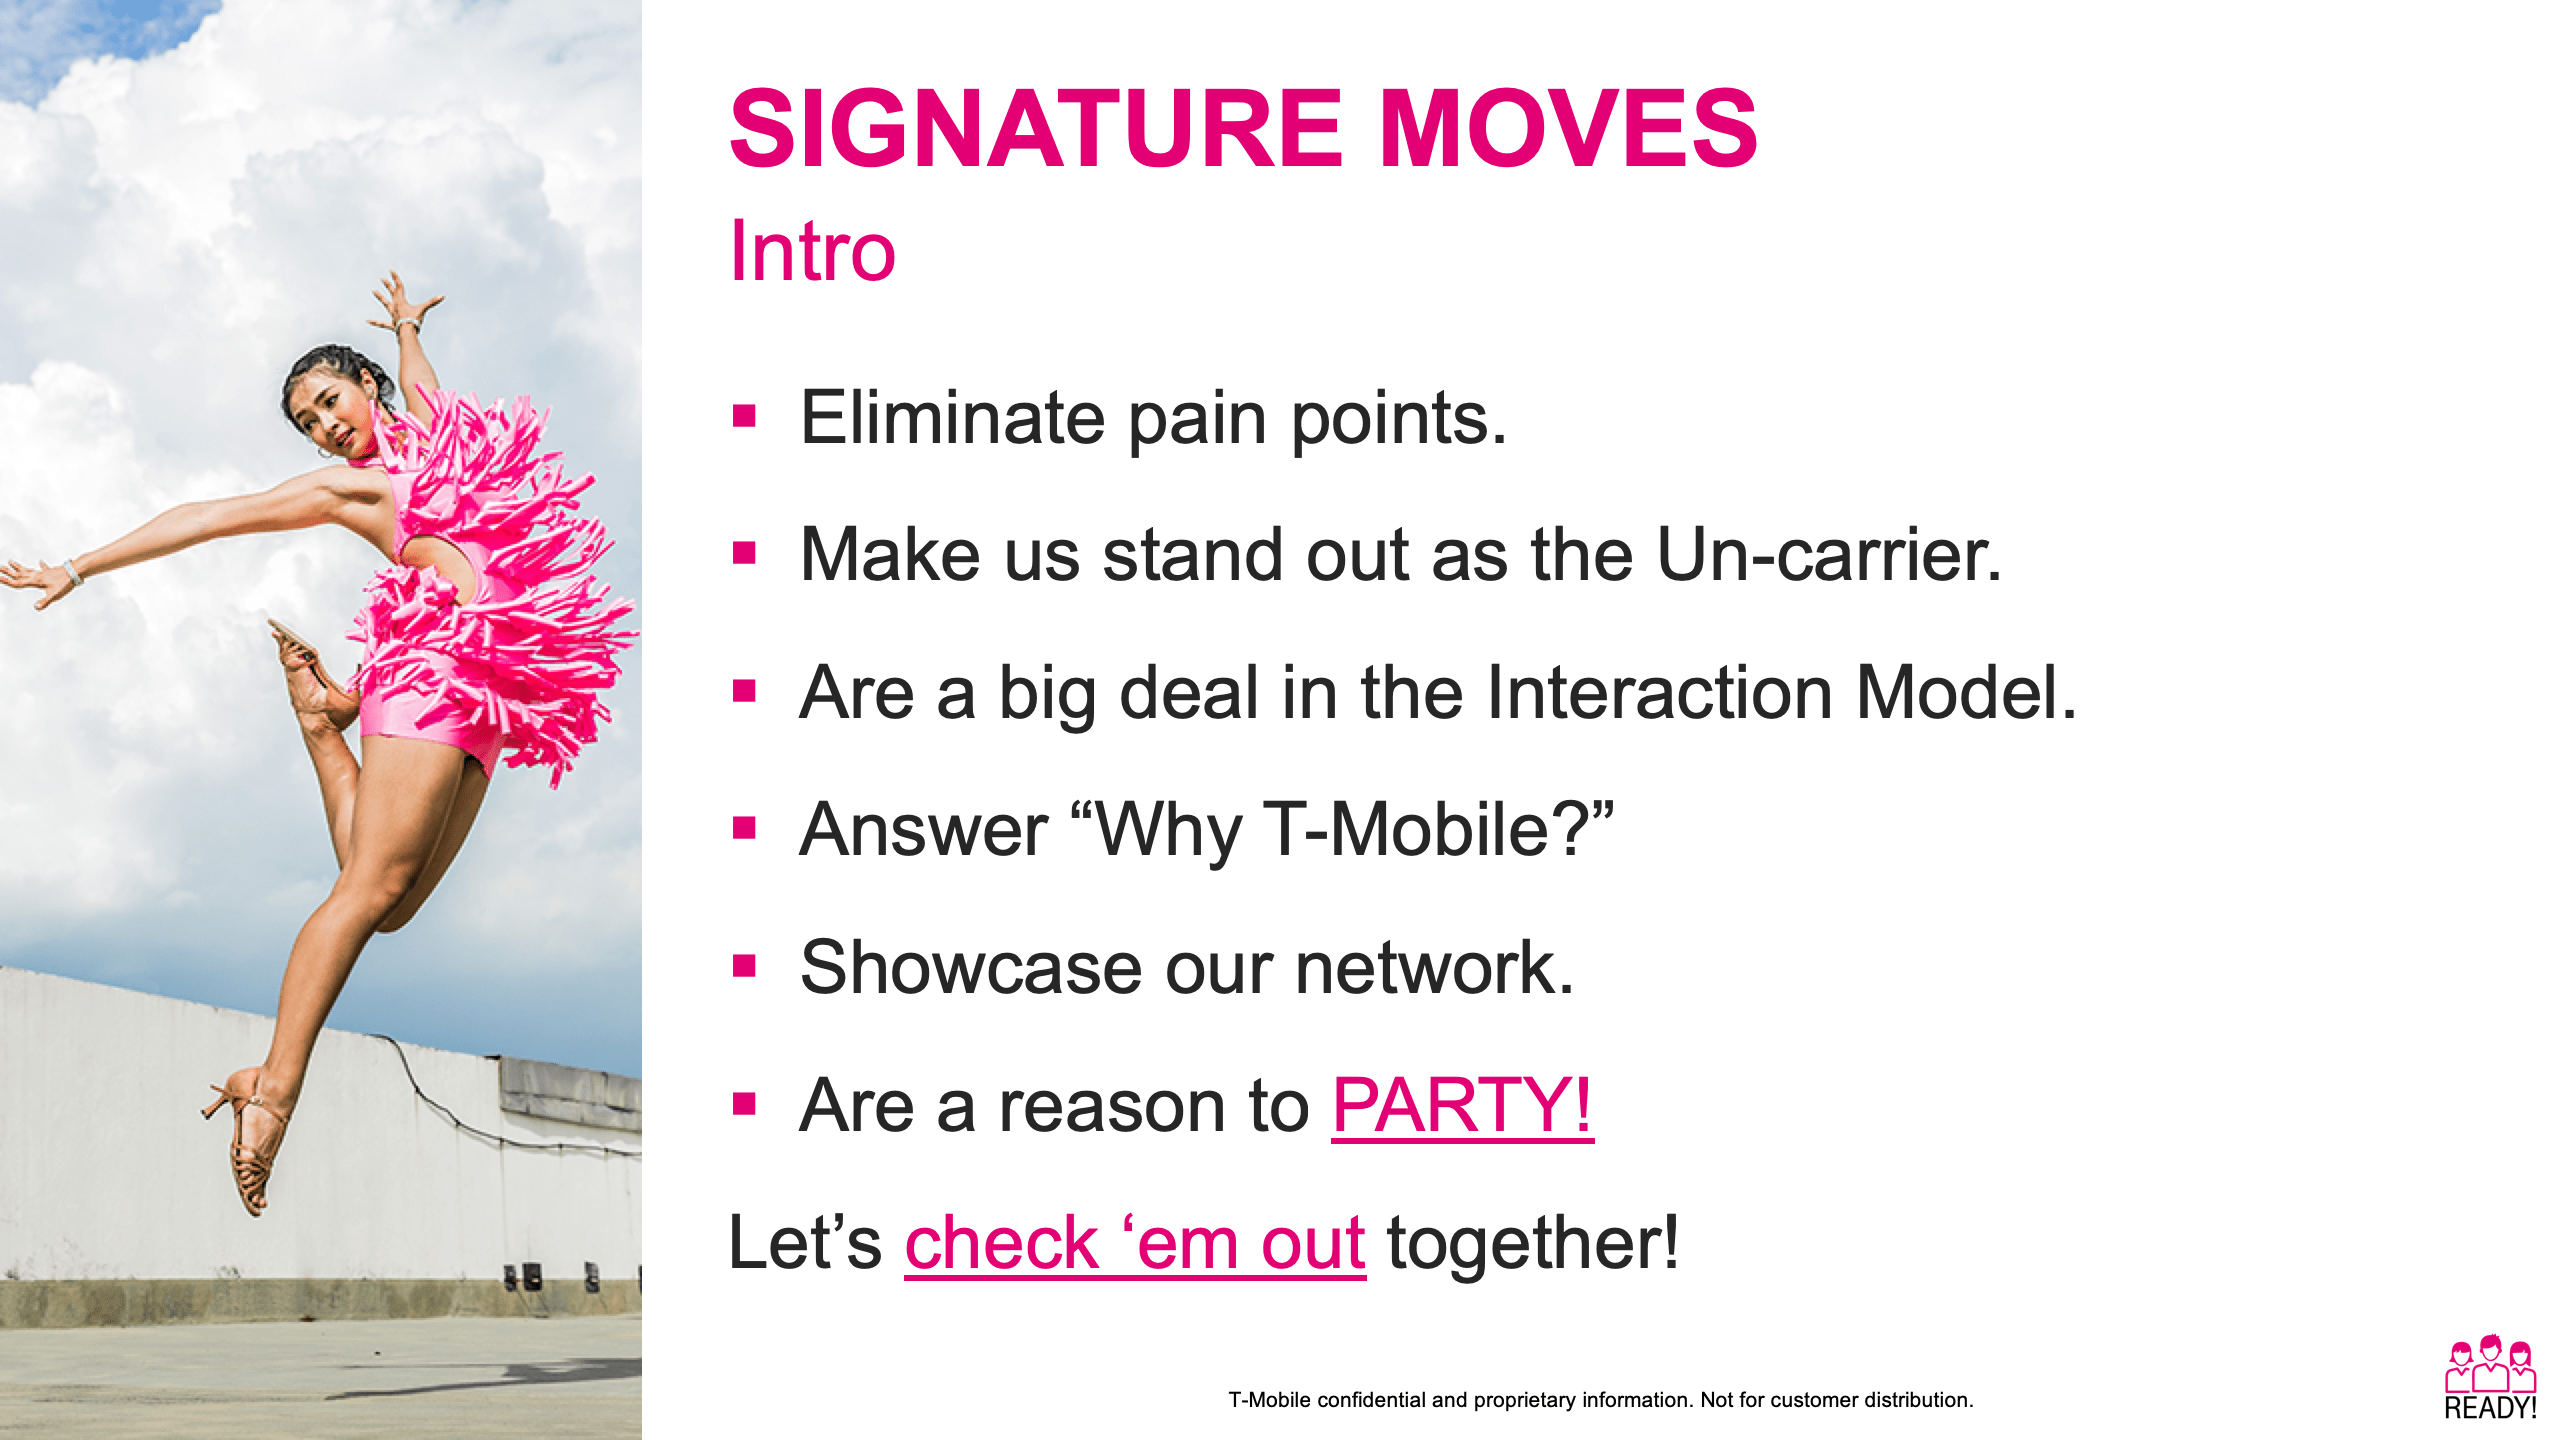 SIGNATURE MOVES
Intro
▪ Eliminate pain points.
▪ Make us stand out as the Un-carrier.
▪ Are a big deal in the Interaction Model.
▪ Answer “Why T-Mobile?”
▪ Showcase our network.
▪ Are a reason to PARTY!
Let’s check ‘em out together!
T-Mobile confidential and proprietary information. Not for customer distribution.
READY!